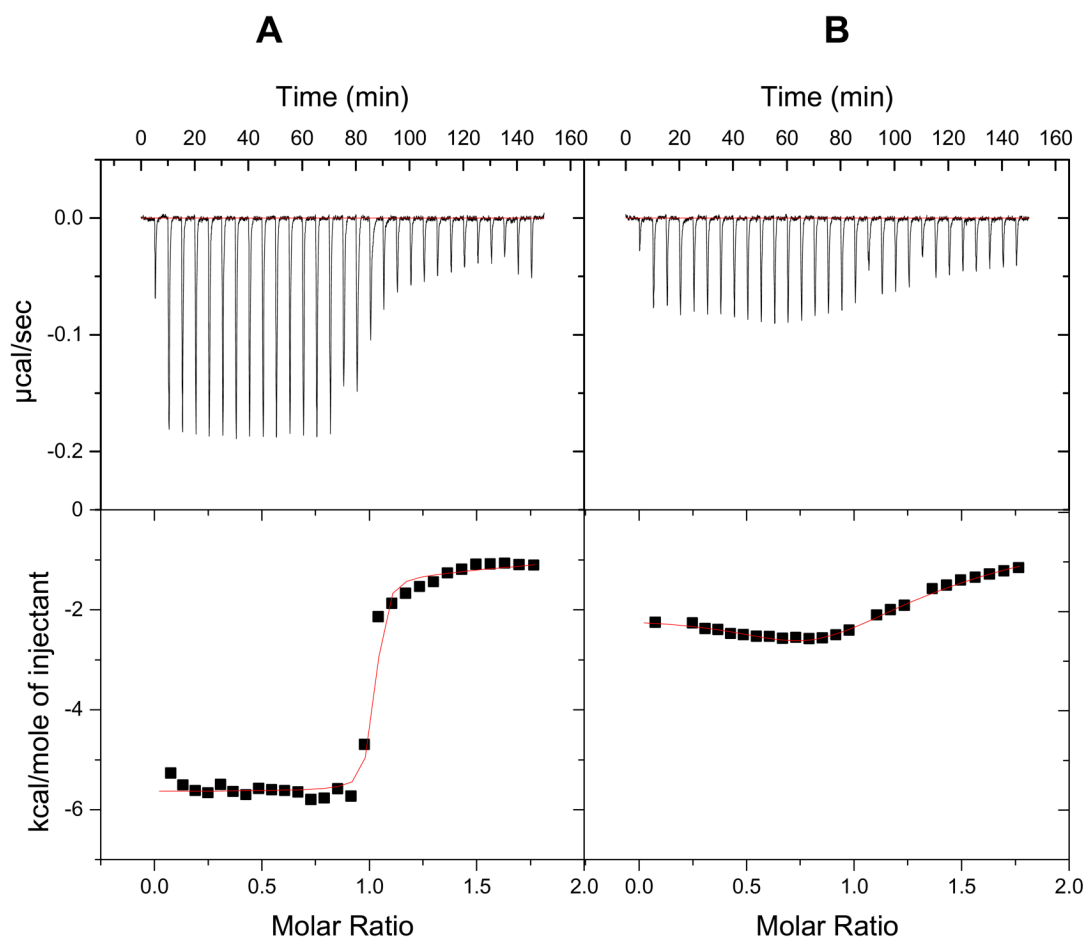 A B
Time (min) Time (min)
0 20 40 60 80 100 120 140 160 0 20 40 60 80 100 120 140 160
0.0
-0.1
-0.2
µcal/sec
0
-2
-4
-6
kcal/mole of injectant
0.0 0.5 1.0 1.5 2.0 0.0 0.5 1.0 1.5 2.0
Molar Ratio Molar Ratio